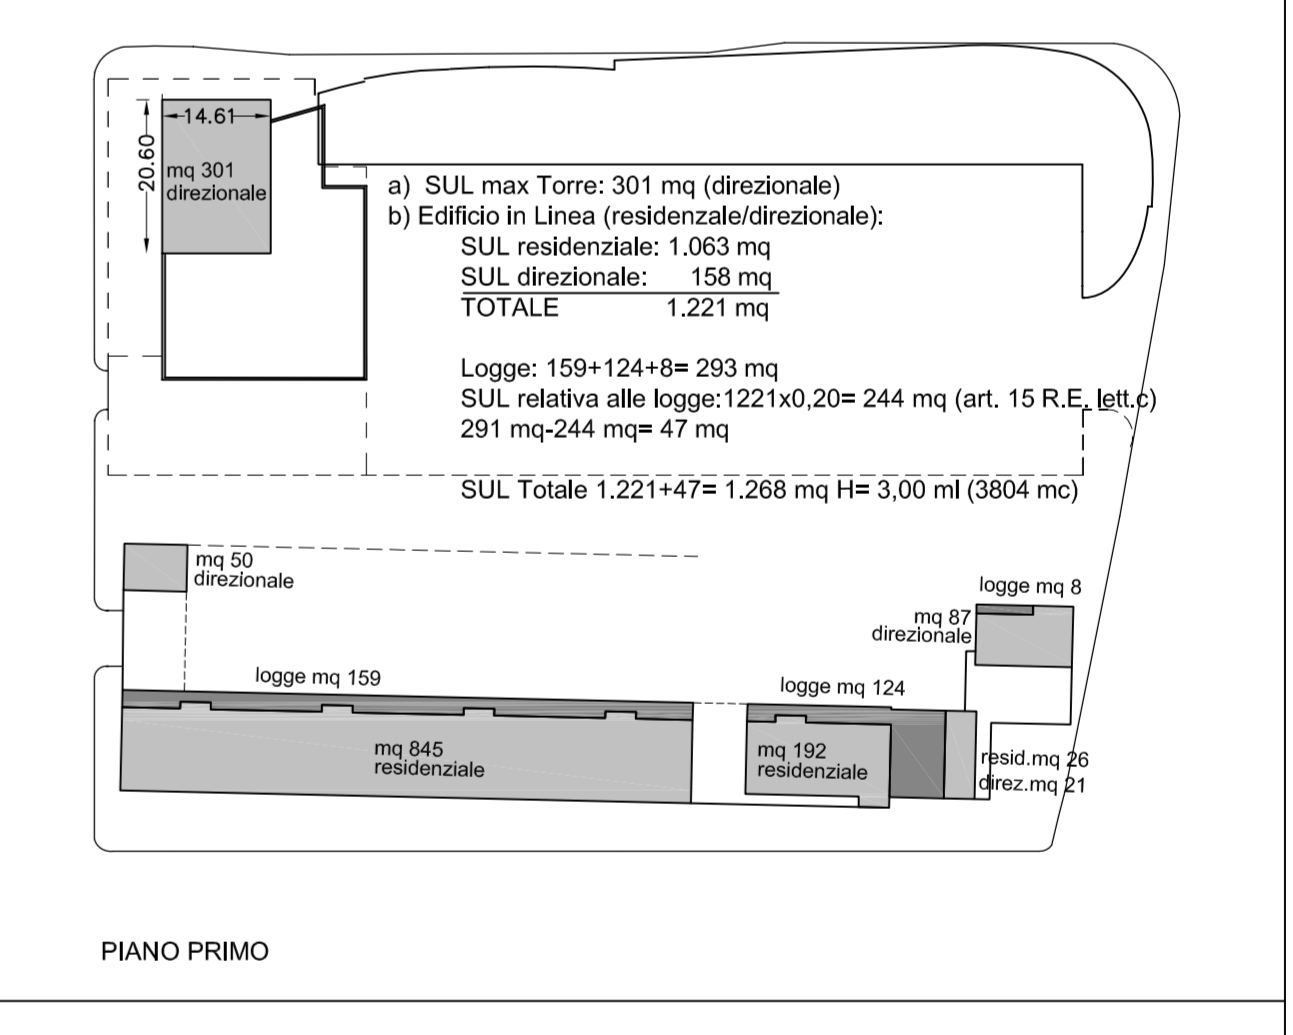 14.61
20.60
mq 301
direzionale
a) SUL max Torre: 301 mq (direzionale)
b) Edificio in Linea (residenzale/direzionale):
SUL residenziale: 1.063 mq
SUL direzionale: 158 mq
TOTALE 1.221 mq
Logge: 159+124+8= 293 mq
SUL relativa alle logge:1221x0,20= 244 mq (art. 15 R.E. lett.c)
291 mq-244 mq= 47 mq
SUL Totale 1.221+47= 1.268 mq H= 3,00 ml (3804 mc)
mq 50
direzionale
logge mq 8
mq 87
direzionale
logge mq 159
logge mq 124
mq 845
residenziale
mq 192
residenziale
resid.mq 26
direz.mq 21
PIANO PRIMO